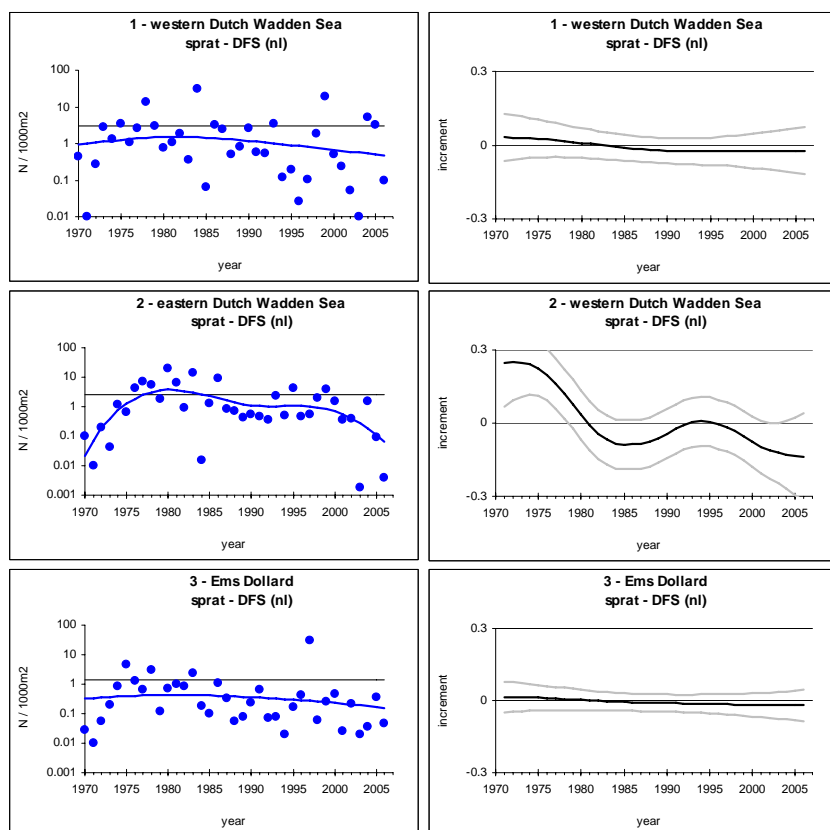 1 - western Dutch Wadden Sea
sprat - DFS (nl)
100
10
1
0.1
0.01
N / 1000m2
1970 1975 1980 1985 1990 1995 2000 2005
year
1 - western Dutch Wadden Sea
sprat - DFS (nl)
0.3
0
-0.3
increment
1970 1975 1980 1985 1990 1995 2000 2005
year
2 - eastern Dutch Wadden Sea
sprat - DFS (nl)
100
10
1
0.1
0.01
0.001
N / 1000m2
1970 1975 1980 1985 1990 1995 2000 2005
year
2 - western Dutch Wadden Sea
sprat - DFS (nl)
0.3
0
-0.3
increment
1970 1975 1980 1985 1990 1995 2000 2005
year
3 - Ems Dollard
sprat - DFS (nl)
100
10
1
0.1
0.01
0.001
N / 1000m2
1970 1975 1980 1985 1990 1995 2000 2005
year
3 - Ems Dollard
sprat - DFS (nl)
0.3
0
-0.3
increment
1970 1975 1980 1985 1990 1995 2000 2005
year